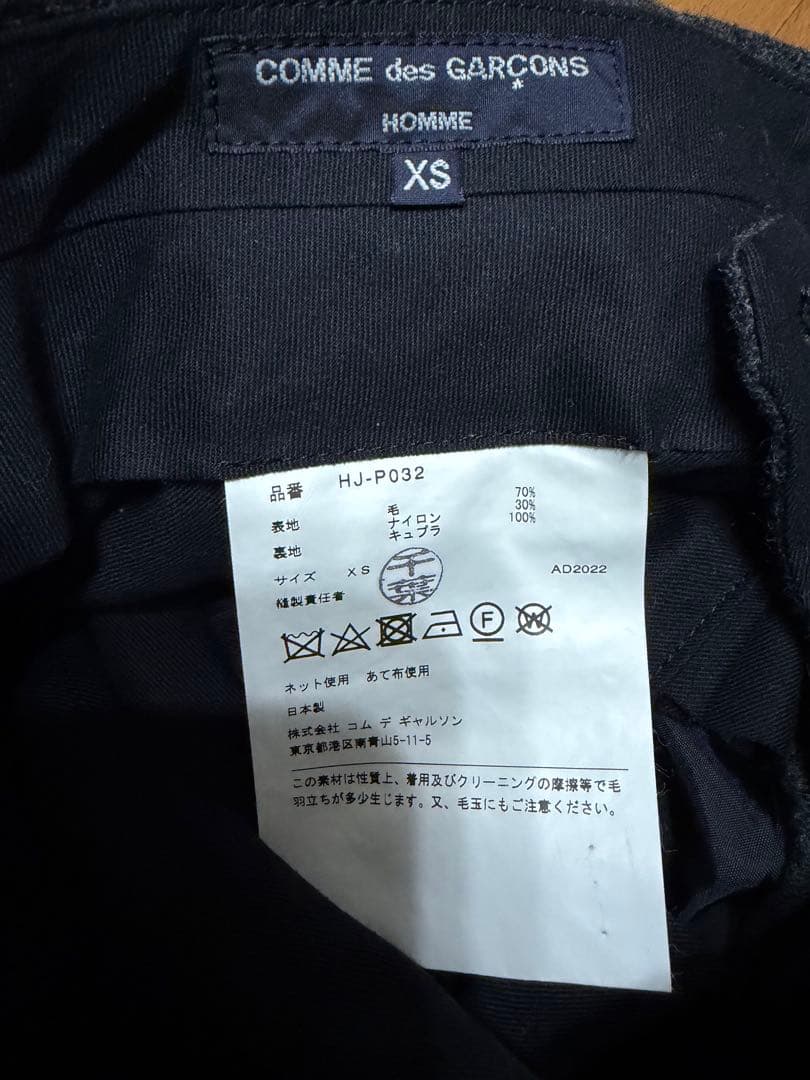 COMME des GARÇONS
*
HOMME
XS
品番 HJ-P032
表地 毛 70%
ナイロン 30%
裏地 キュプラ 100%
サイズ XS AD2022
縫製責任者 千葉
F W
ネット使用 あて布使用
日本製
株式会社 コム デ ギャルソン
東京都港区南青山5-11-5
この素材は性質上、着用及びクリーニングの摩擦等で毛
羽立ちが多少生じます。又、毛玉にもご注意ください。